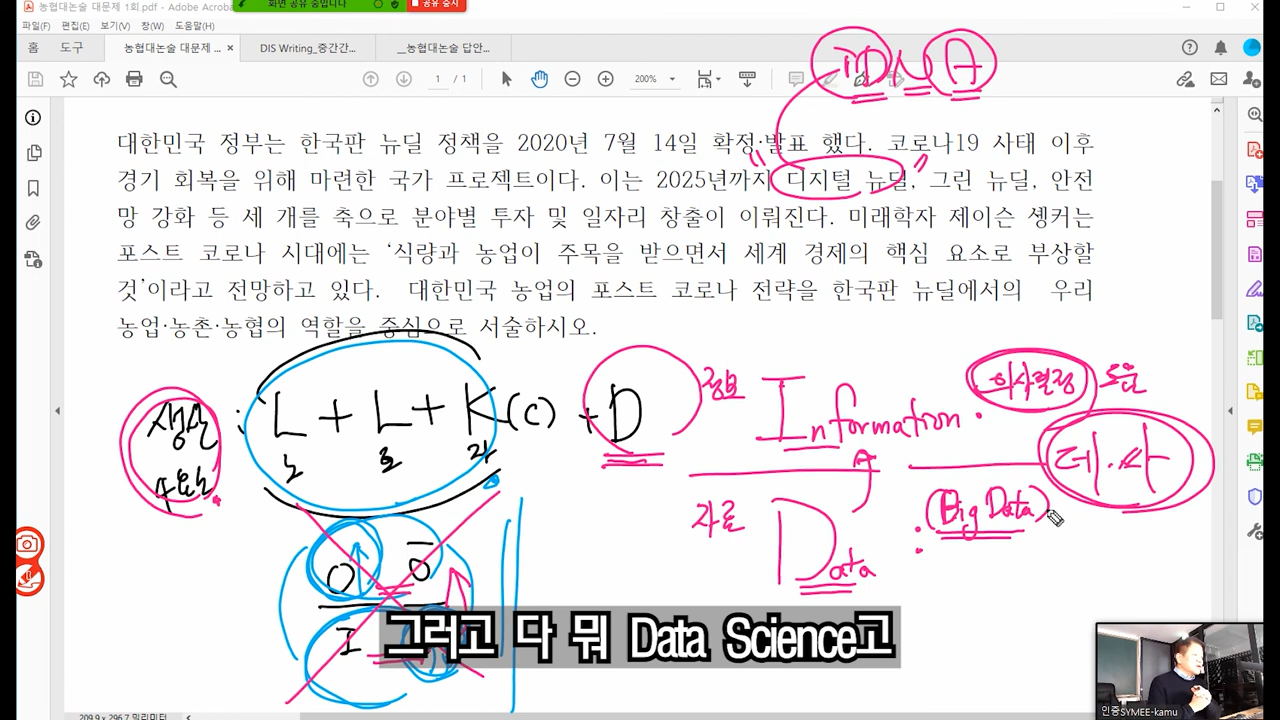 농협대논술 대문제 1회.pdf - Adobe Acrobat
화면 공유 중입니다
공유 중지
파일(F) 편집(E) 보기(V) 창(W) 도움말(H)
홈 도구 농협대논술 대문제 ... × DIS Writing_중간간... __농협대논술 답안...
1 / 1 200%
DNA
대한민국 정부는 한국판 뉴딜 정책을 2020년 7월 14일 확정·발표 했다. 코로나19 사태 이후
경기 회복을 위해 마련한 국가 프로젝트이다. 이는 2025년까지 디지털 뉴딜, 그린 뉴딜, 안전
망 강화 등 세 개를 축으로 분야별 투자 및 일자리 창출이 이뤄진다. 미래학자 제이슨 솅커는
포스트 코로나 시대에는 ‘식량과 농업이 주목을 받으면서 세계 경제의 핵심 요소로 부상할
것’이라고 전망하고 있다. 대한민국 농업의 포스트 코로나 전략을 한국판 뉴딜에서의 우리
농업·농촌·농협의 역할을 중심으로 서술하시오.
생산 : L + L + K(C) + D
요소
노 토 자
정보 Information. 의사결정 도움
자료 Data : (Big Data)
데.싸
O
I
그러고 다 뭐 Data Science고
209.9 x 296.7 밀리미터
인증SYMEE-kamu